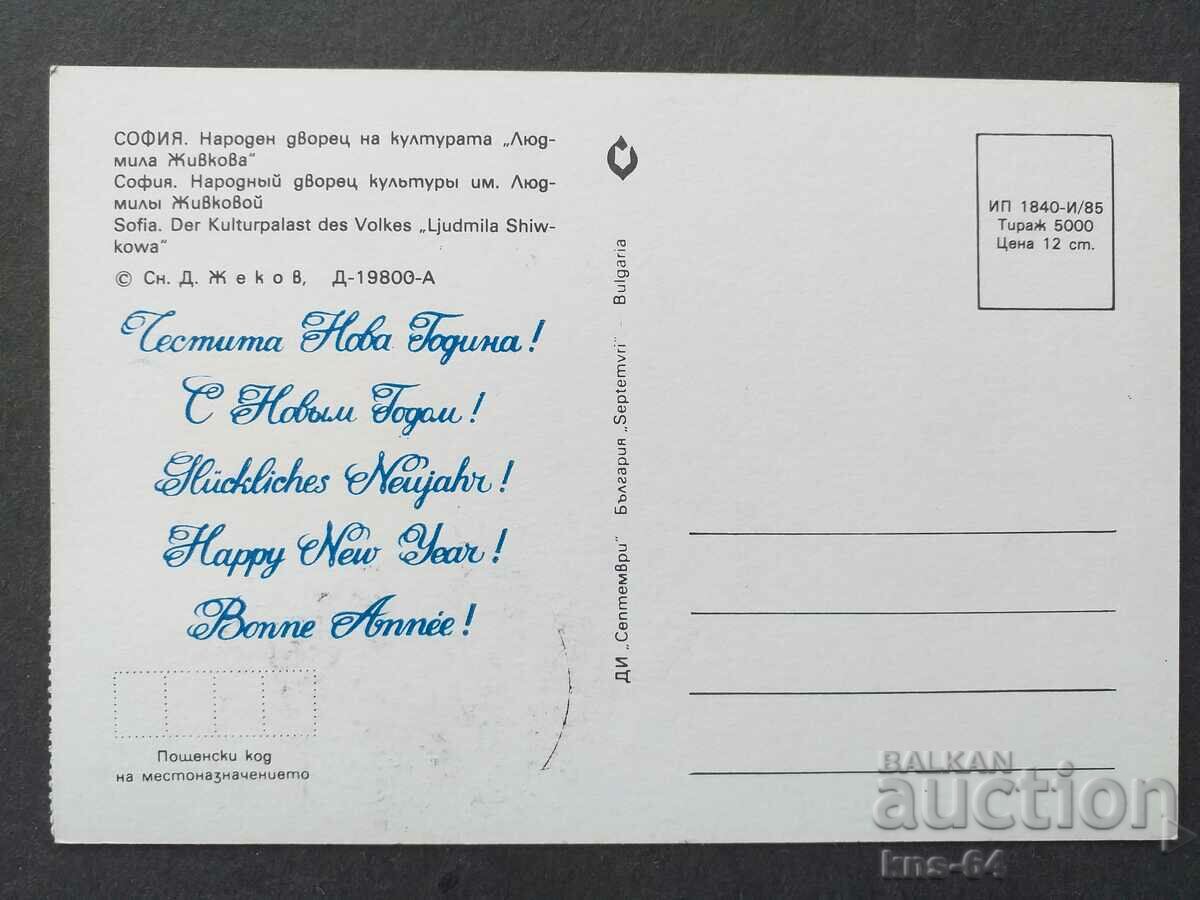 СОФИЯ. Народен дворец на културата „Люд-
мила Живкова“
София. Народный дворец культуры им. Люд-
милы Живковой
Sofia. Der Kulturpalast des Volkes „Ljudmila Shiw-
kowa“
© Сн. Д. Жеков, Д-19800-А
Честита Нова Година!
С Новым Годом!
Glückliches Neujahr!
Happy New Year!
Bonne Année!
Пощенски код
на местоназначението
ДИ „Септември“ България „Septemvri“ - Bulgaria
ИП 1840-И/85
Тираж 5000
Цена 12 ст.
BALKAN
auction
kns-64